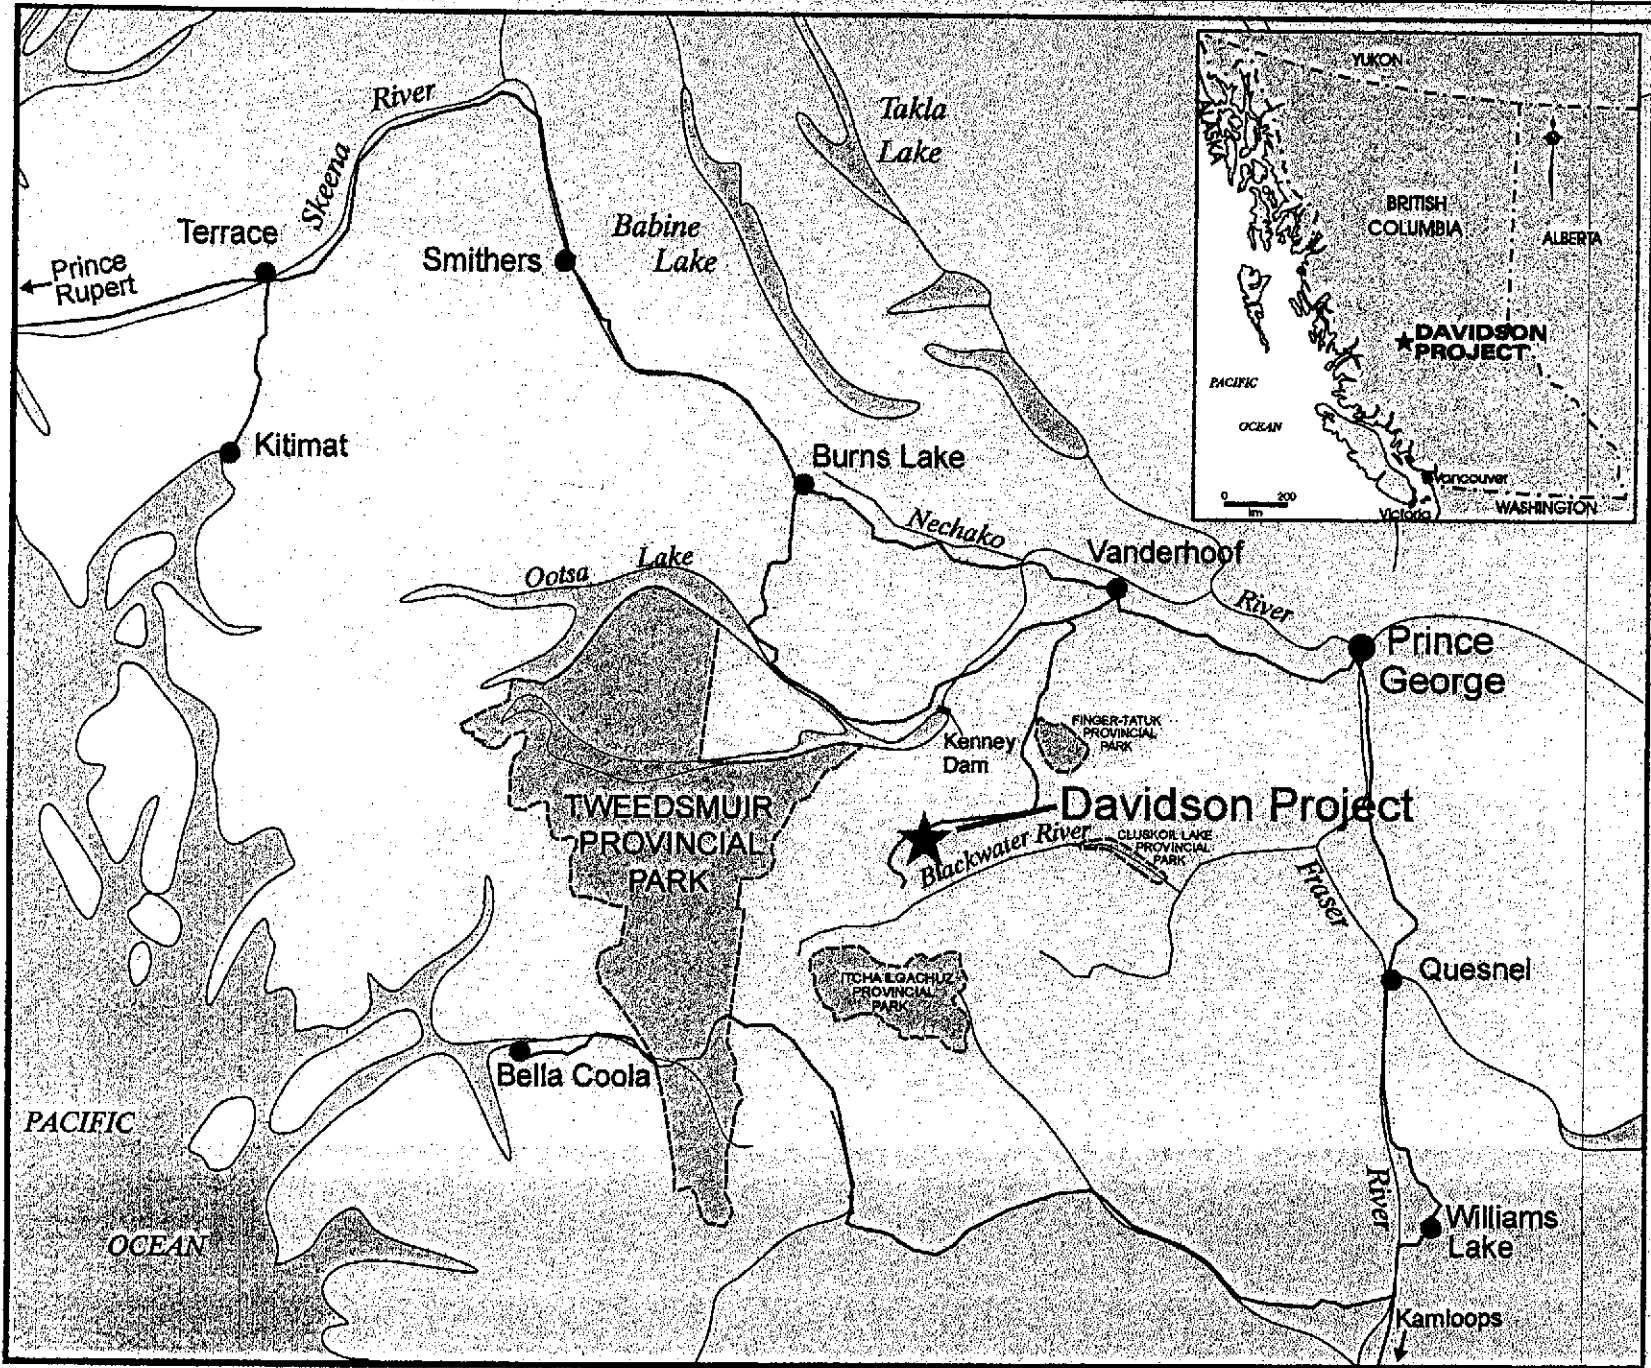 YUKON
ALASKA
BRITISH
COLUMBIA
ALBERTA
DAVIDSON
PROJECT
PACIFIC
OCEAN
0 200
km
Vancouver
Victoria
WASHINGTON
Skeena
River
Takla
Lake
Terrace
Babine
Lake
Smithers
Prince
Rupert
Kitimat
Burns Lake
Nechako
River
Vanderhoof
Ootsa
Lake
Prince
George
FINGER-TATUK
PROVINCIAL
PARK
Kenney
Dam
TWEEDSMUIR
PROVINCIAL
PARK
Davidson Project
Blackwater River
CLUSKOIL LAKE
PROVINCIAL
PARK
Fraser
River
ITCHA ILGACHUZ
PROVINCIAL
PARK
Quesnel
Bella Coola
PACIFIC
OCEAN
Williams
Lake
Kamloops